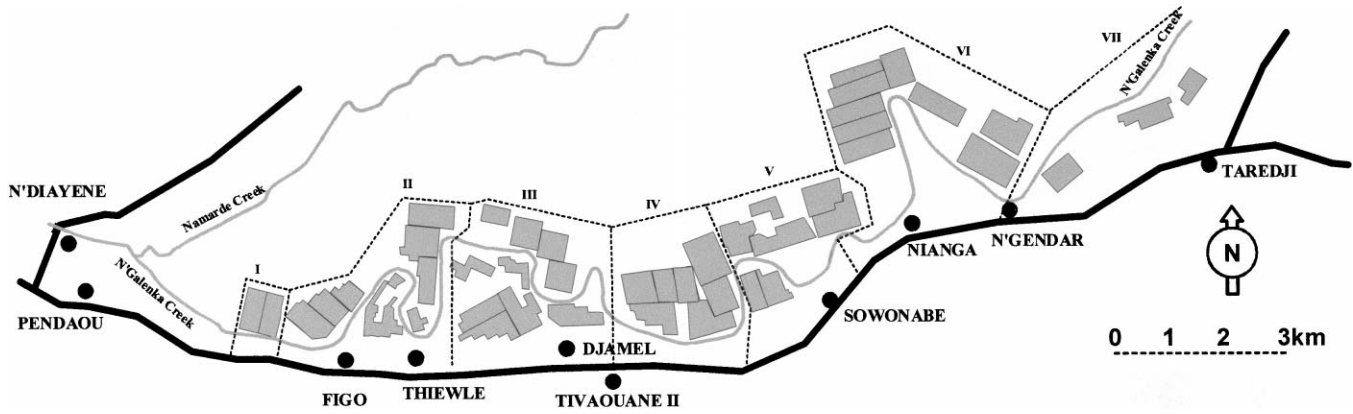 VII
VI
N'Galenka Creek
V
TAREDJI
N'DIAYENE
Namarde Creek
II
III
IV
NIANGA
N'GENDAR
N
N'Galenka Creek
I
PENDAOU
SOWONABE
0 1 2 3km
DJAMEL
FIGO
THIEWLE
TIVAOUANE II